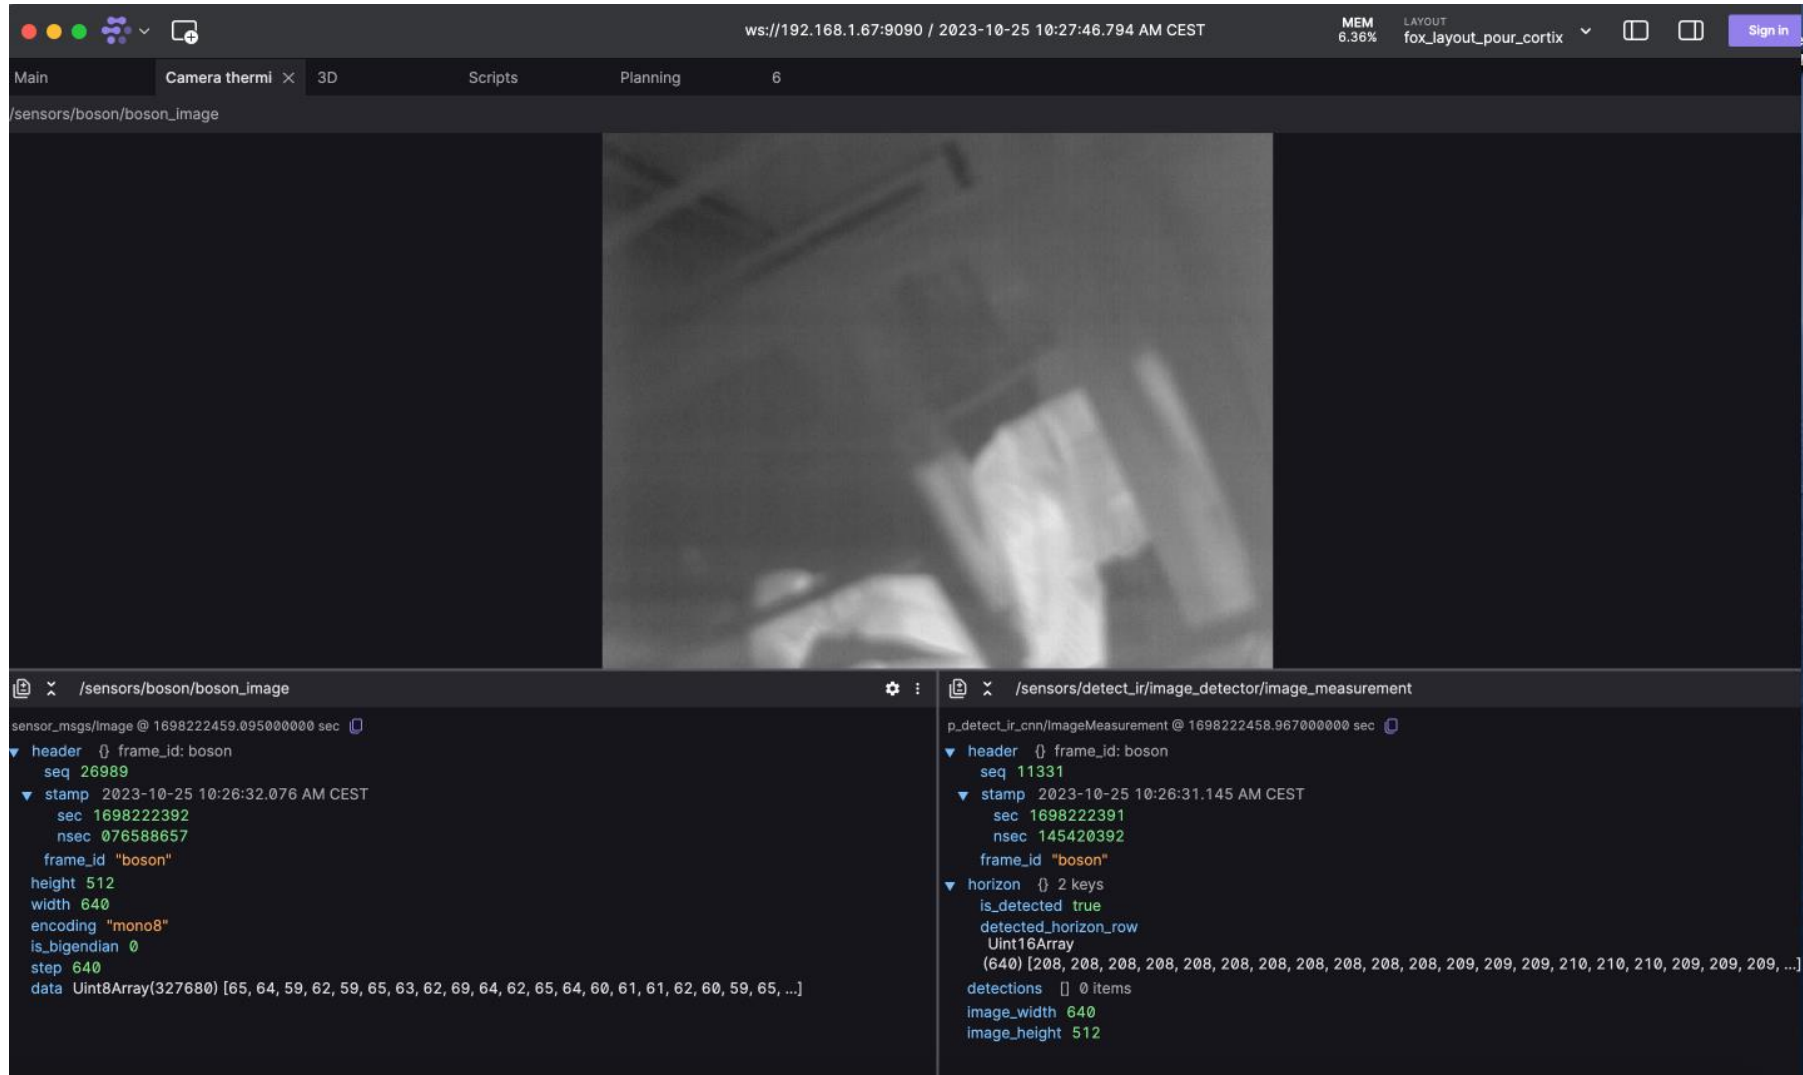 ws://192.168.1.67:9090 / 2023-10-25 10:27:46.794 AM CEST
MEM
6.36%
LAYOUT
fox_layout_pour_cortix
Sign in
Main
Camera thermi
3D
Scripts
Planning
6
/sensors/boson/boson_image
/sensors/boson/boson_image
sensor_msgs/Image @ 1698222459.095000000 sec
header {} frame_id: boson
seq 26989
stamp 2023-10-25 10:26:32.076 AM CEST
sec 1698222392
nsec 076588657
frame_id "boson"
height 512
width 640
encoding "mono8"
is_bigendian 0
step 640
data Uint8Array(327680) [65, 64, 59, 62, 59, 65, 63, 62, 69, 64, 62, 65, 64, 60, 61, 61, 62, 60, 59, 65, ...]
/sensors/detect_ir/image_detector/image_measurement
p_detect_ir_cnn/ImageMeasurement @ 1698222458.967000000 sec
header {} frame_id: boson
seq 11331
stamp 2023-10-25 10:26:31.145 AM CEST
sec 1698222391
nsec 145420392
frame_id "boson"
horizon {} 2 keys
is_detected true
detected_horizon_row
Uint16Array
(640) [208, 208, 208, 208, 208, 208, 208, 208, 208, 208, 208, 209, 209, 209, 210, 210, 210, 209, 209, 209, ...]
detections [] 0 items
image_width 640
image_height 512